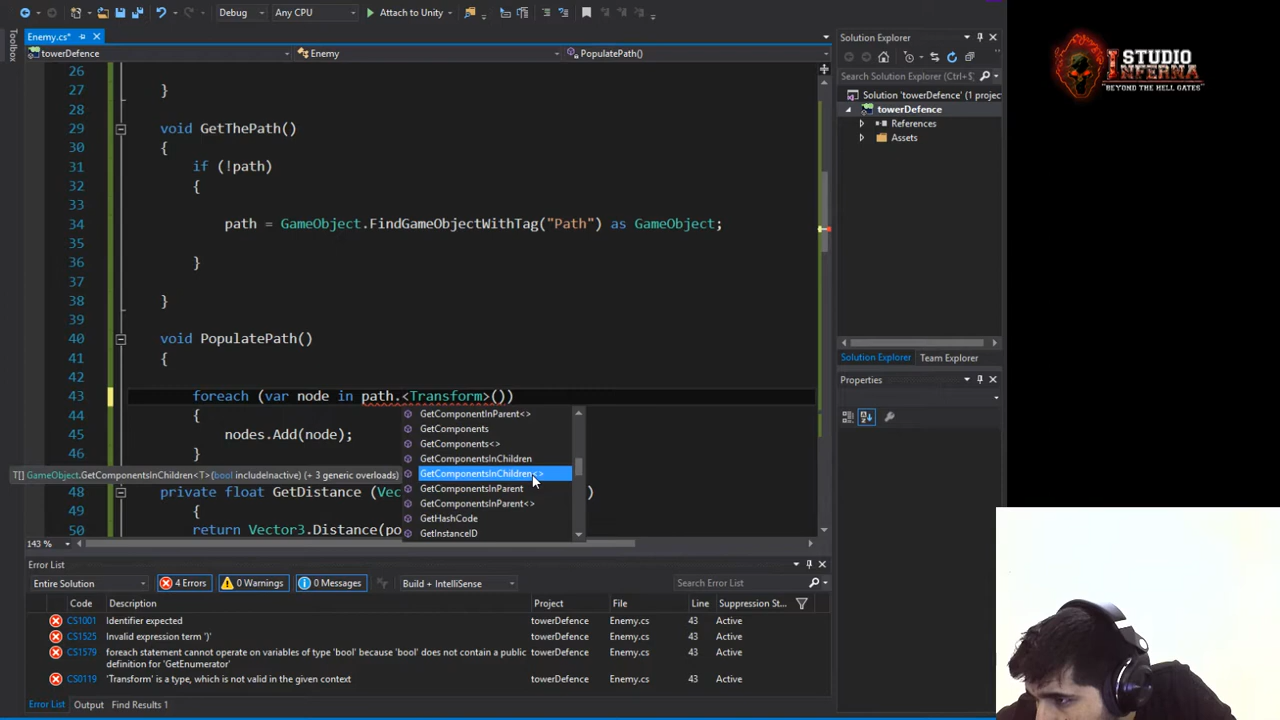 Debug
Any CPU
Attach to Unity
Toolbox
Enemy.cs*
towerDefence
Enemy
PopulatePath()
26
27 }
28
29 void GetThePath()
30 {
31 if (!path)
32 {
33
34 path = GameObject.FindGameObjectWithTag("Path") as GameObject;
35
36 }
37
38 }
39
40 void PopulatePath()
41 {
42
43 foreach (var node in path.<Transform>())
44 {
45 nodes.Add(node);
46 }
48 private float GetDistance (Vec )
49 {
50 return Vector3.Distance(po
GetComponentInParent<>
GetComponents
GetComponents<>
GetComponentsInChildren
GetComponentsInChildren<>
GetComponentsInParent
GetComponentsInParent<>
GetHashCode
GetInstanceID
T[] GameObject.GetComponentsInChildren<T>(bool includeInactive) (+ 3 generic overloads)
143 %
Error List
Entire Solution
4 Errors
0 Warnings
0 Messages
Build + IntelliSense
Search Error List
Code Description Project File Line Suppression St...
CS1001 Identifier expected towerDefence Enemy.cs 43 Active
CS1525 Invalid expression term ')' towerDefence Enemy.cs 43 Active
CS1579 foreach statement cannot operate on variables of type 'bool' because 'bool' does not contain a public towerDefence Enemy.cs 43 Active
definition for 'GetEnumerator'
CS0119 'Transform' is a type, which is not valid in the given context towerDefence Enemy.cs 43 Active
Error List Output Find Results 1
Solution Explorer
Search Solution Explorer (Ctrl+$)
Solution 'towerDefence' (1 projec
towerDefence
References
Assets
Solution Explorer Team Explorer
Properties
STUDIO
INFERNA
"BEYOND THE HELL GATES"